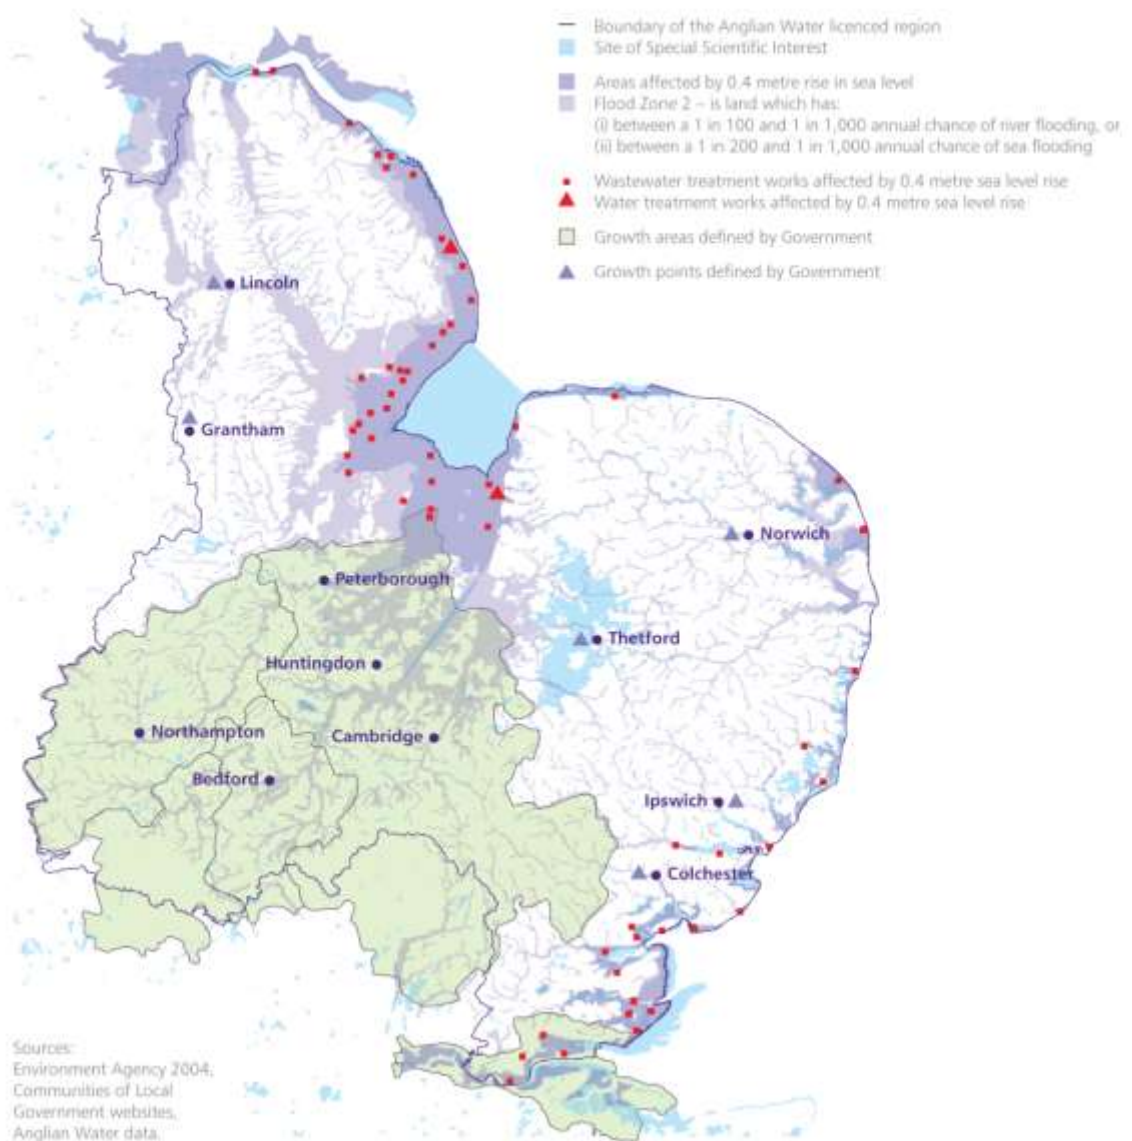 Boundary of the Anglian Water licenced region
Site of Special Scientific Interest
Areas affected by 0.4 metre rise in sea level
Flood Zone 2 – is land which has:
(i) between a 1 in 100 and 1 in 1,000 annual chance of river flooding, or
(ii) between a 1 in 200 and 1 in 1,000 annual chance of sea flooding
Wastewater treatment works affected by 0.4 metre sea level rise
Water treatment works affected by 0.4 metre sea level rise
Growth areas defined by Government
Growth points defined by Government
Lincoln
Grantham
Norwich
Peterborough
Thetford
Huntingdon
Northampton
Cambridge
Bedford
Ipswich
Colchester
Sources:
Environment Agency 2004,
Communities of Local
Government websites,
Anglian Water data.